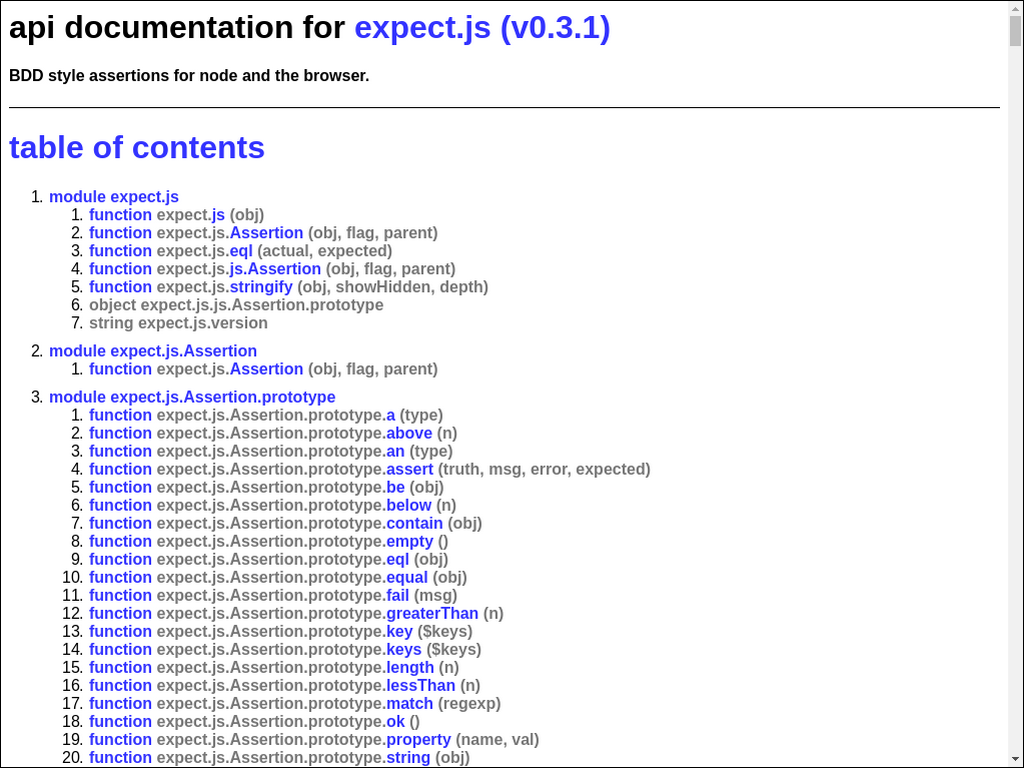 api documentation for expect.js (v0.3.1)
BDD style assertions for node and the browser.
table of contents
1. module expect.js
1. function expect.js (obj)
2. function expect.js.Assertion (obj, flag, parent)
3. function expect.js.eql (actual, expected)
4. function expect.js.js.Assertion (obj, flag, parent)
5. function expect.js.stringify (obj, showHidden, depth)
6. object expect.js.js.Assertion.prototype
7. string expect.js.version
2. module expect.js.Assertion
1. function expect.js.Assertion (obj, flag, parent)
3. module expect.js.Assertion.prototype
1. function expect.js.Assertion.prototype.a (type)
2. function expect.js.Assertion.prototype.above (n)
3. function expect.js.Assertion.prototype.an (type)
4. function expect.js.Assertion.prototype.assert (truth, msg, error, expected)
5. function expect.js.Assertion.prototype.be (obj)
6. function expect.js.Assertion.prototype.below (n)
7. function expect.js.Assertion.prototype.contain (obj)
8. function expect.js.Assertion.prototype.empty ()
9. function expect.js.Assertion.prototype.eql (obj)
10. function expect.js.Assertion.prototype.equal (obj)
11. function expect.js.Assertion.prototype.fail (msg)
12. function expect.js.Assertion.prototype.greaterThan (n)
13. function expect.js.Assertion.prototype.key ($keys)
14. function expect.js.Assertion.prototype.keys ($keys)
15. function expect.js.Assertion.prototype.length (n)
16. function expect.js.Assertion.prototype.lessThan (n)
17. function expect.js.Assertion.prototype.match (regexp)
18. function expect.js.Assertion.prototype.ok ()
19. function expect.js.Assertion.prototype.property (name, val)
20. function expect.js.Assertion.prototype.string (obj)